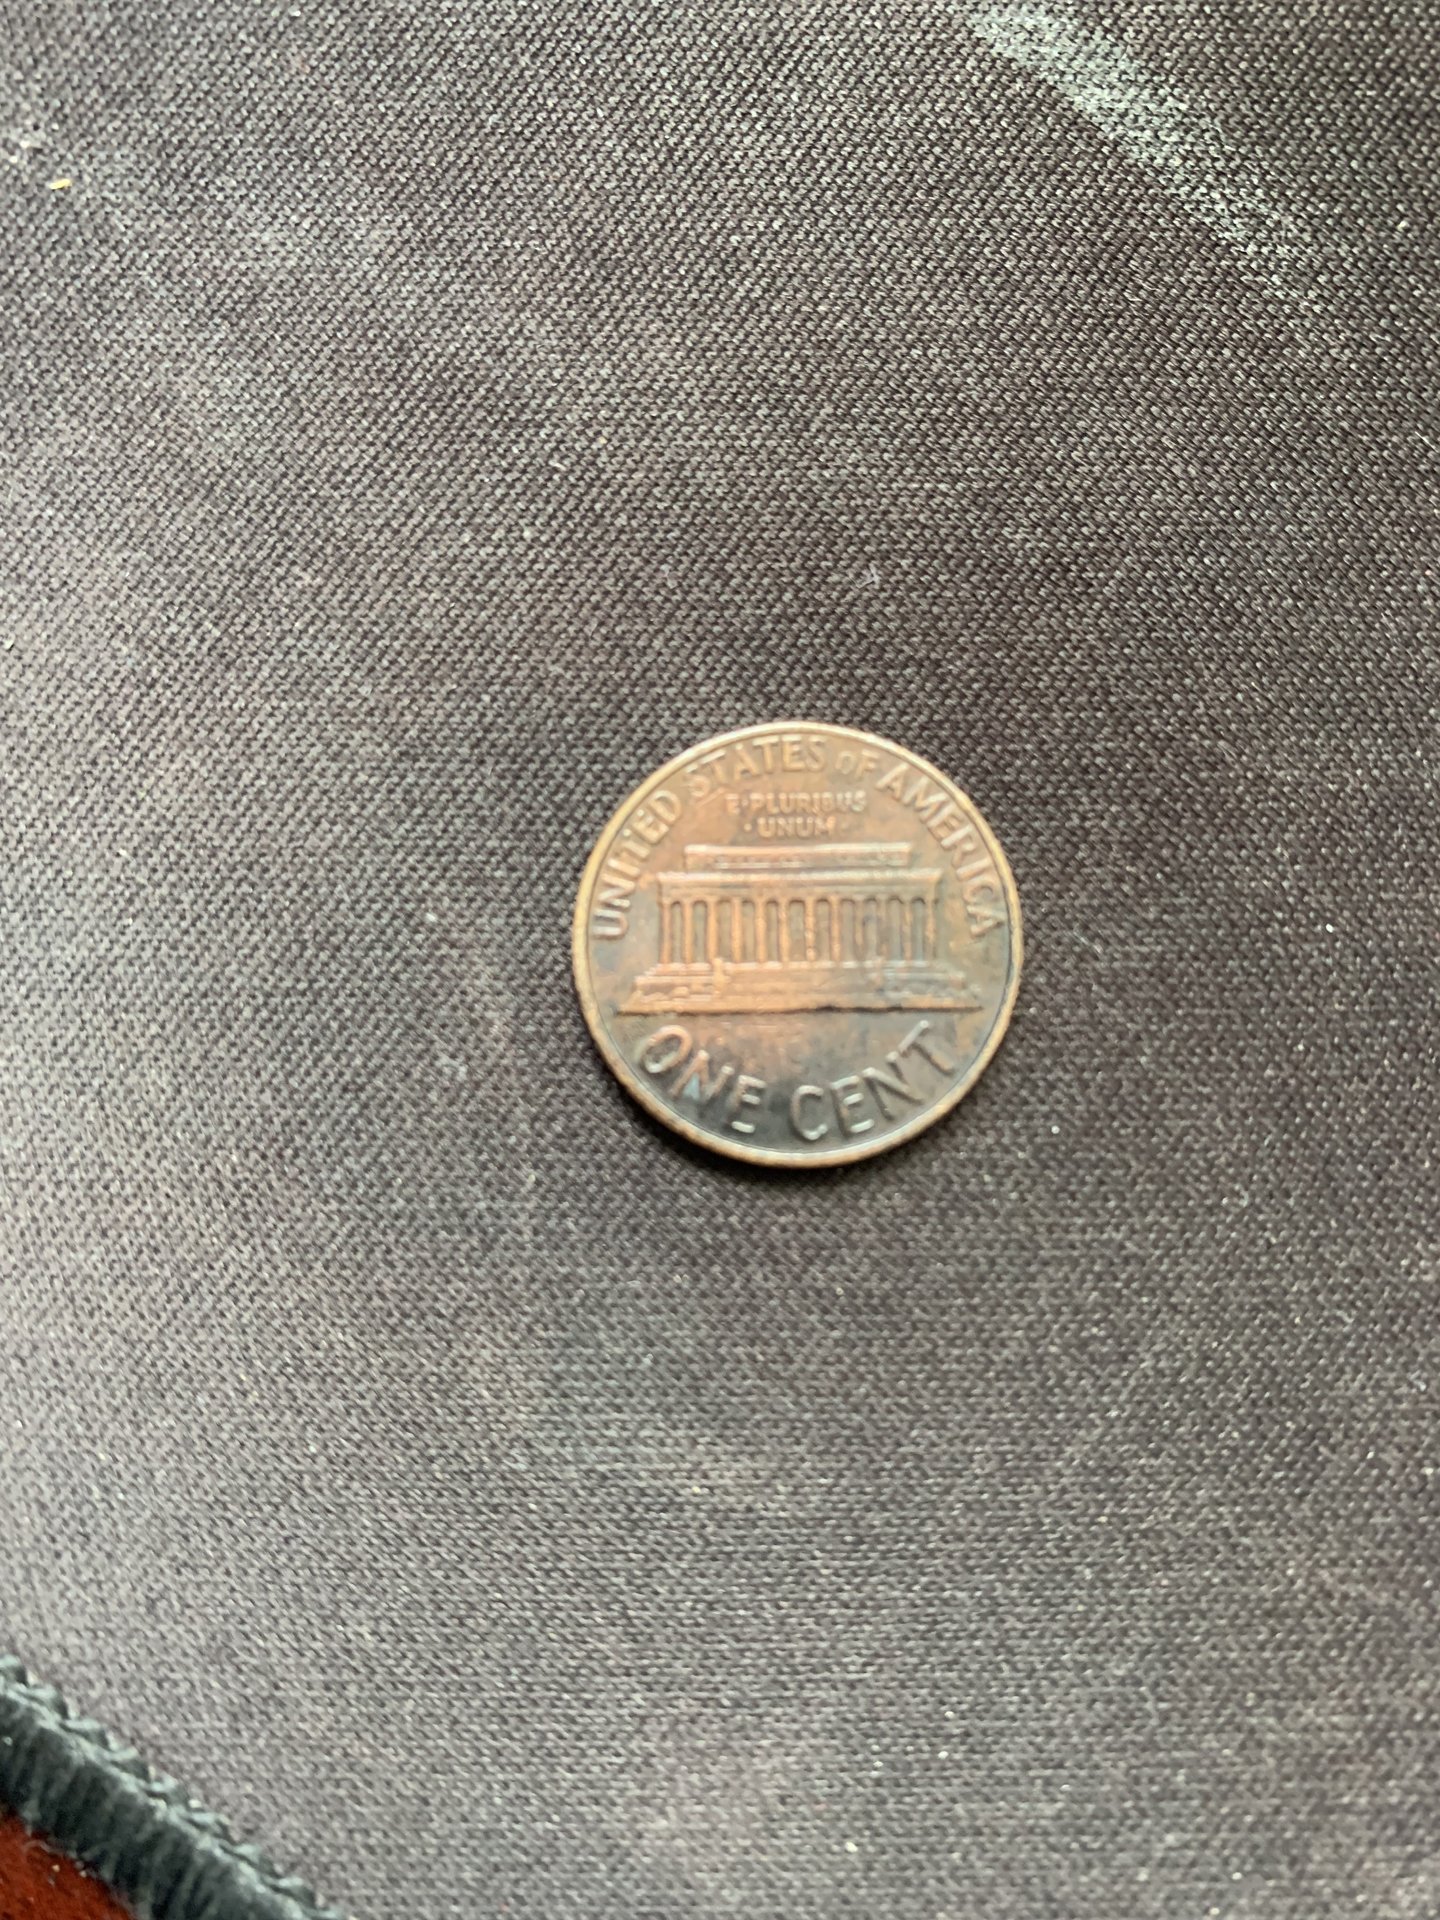 UNITED STATES OF AMERICA
E·PLURIBUS
·UNUM·
ONE CENT